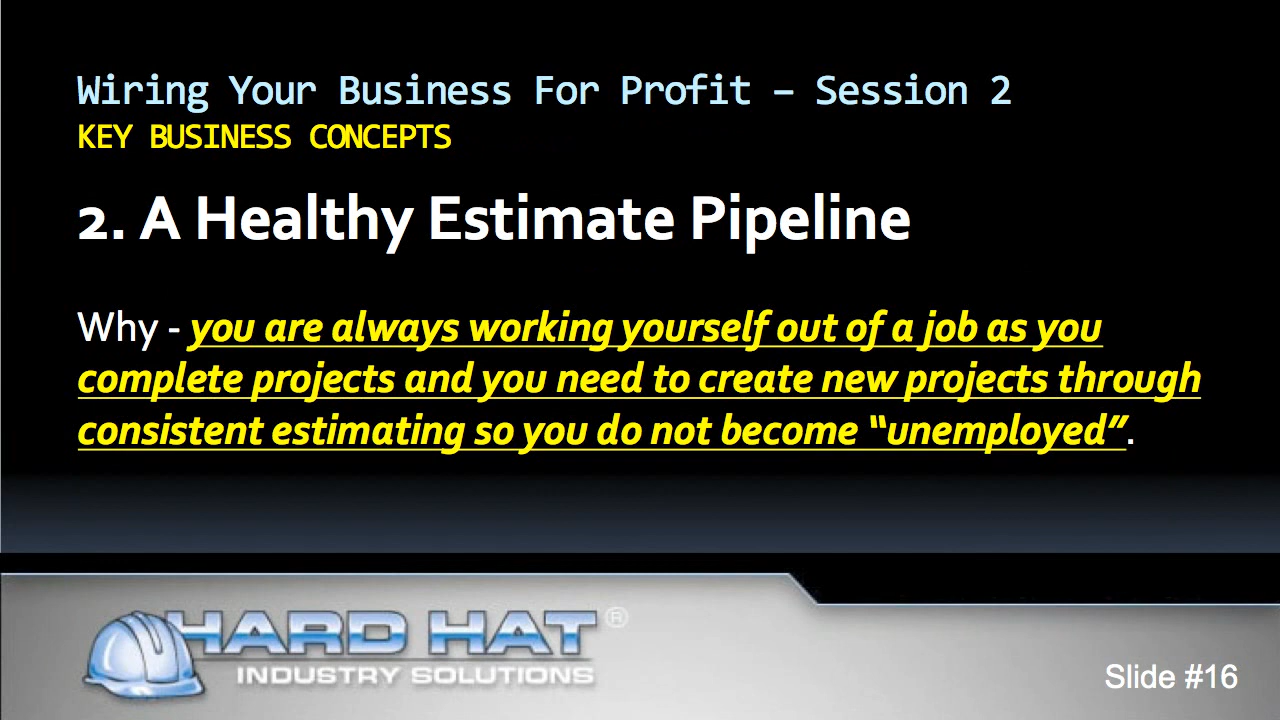 Wiring Your Business For Profit – Session 2
KEY BUSINESS CONCEPTS
2. A Healthy Estimate Pipeline
Why - you are always working yourself out of a job as you
complete projects and you need to create new projects through
consistent estimating so you do not become “unemployed”.
HARD HAT ®
INDUSTRY SOLUTIONS
Slide #16